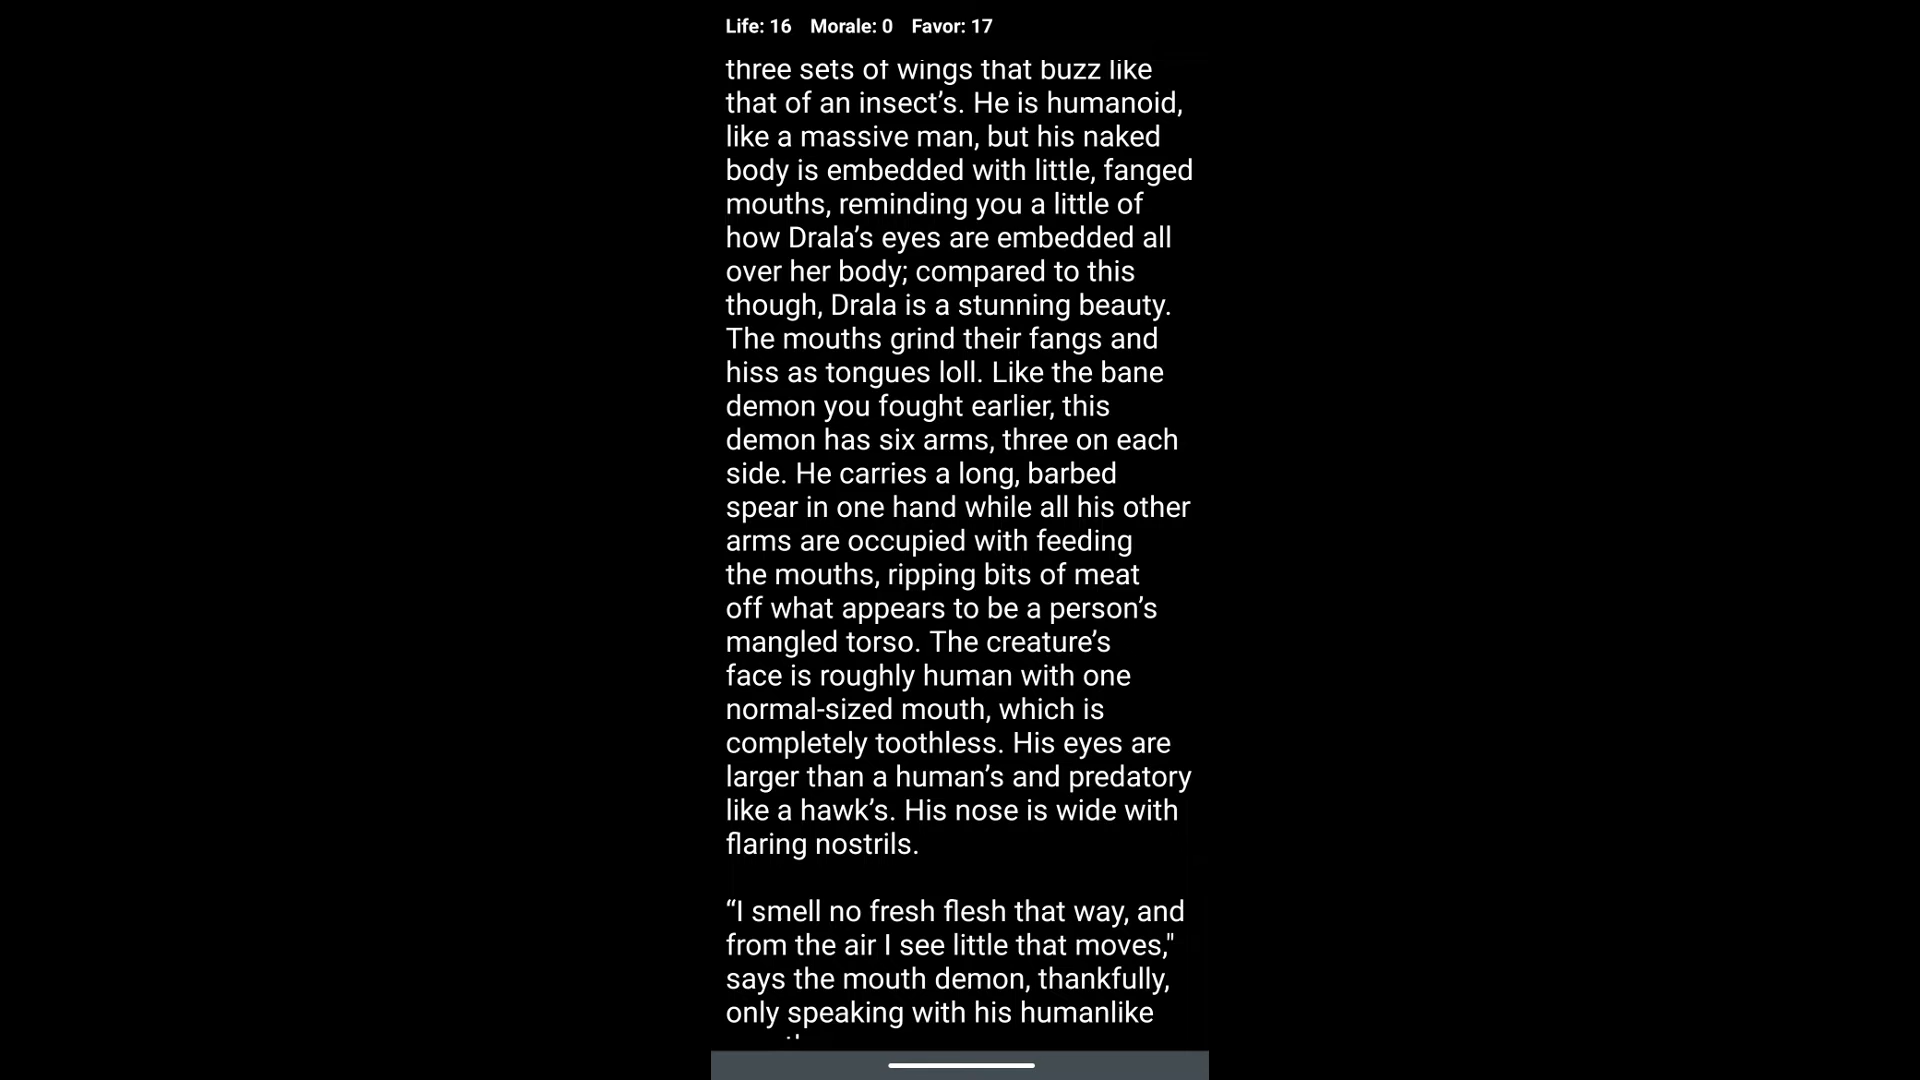 Life: 16 Morale: 0 Favor: 17
three sets of wings that buzz like
that of an insect’s. He is humanoid,
like a massive man, but his naked
body is embedded with little, fanged
mouths, reminding you a little of
how Drala’s eyes are embedded all
over her body; compared to this
though, Drala is a stunning beauty.
The mouths grind their fangs and
hiss as tongues loll. Like the bane
demon you fought earlier, this
demon has six arms, three on each
side. He carries a long, barbed
spear in one hand while all his other
arms are occupied with feeding
the mouths, ripping bits of meat
off what appears to be a person’s
mangled torso. The creature’s
face is roughly human with one
normal-sized mouth, which is
completely toothless. His eyes are
larger than a human’s and predatory
like a hawk’s. His nose is wide with
flaring nostrils.
“I smell no fresh flesh that way, and
from the air I see little that moves,"
says the mouth demon, thankfully,
only speaking with his humanlike